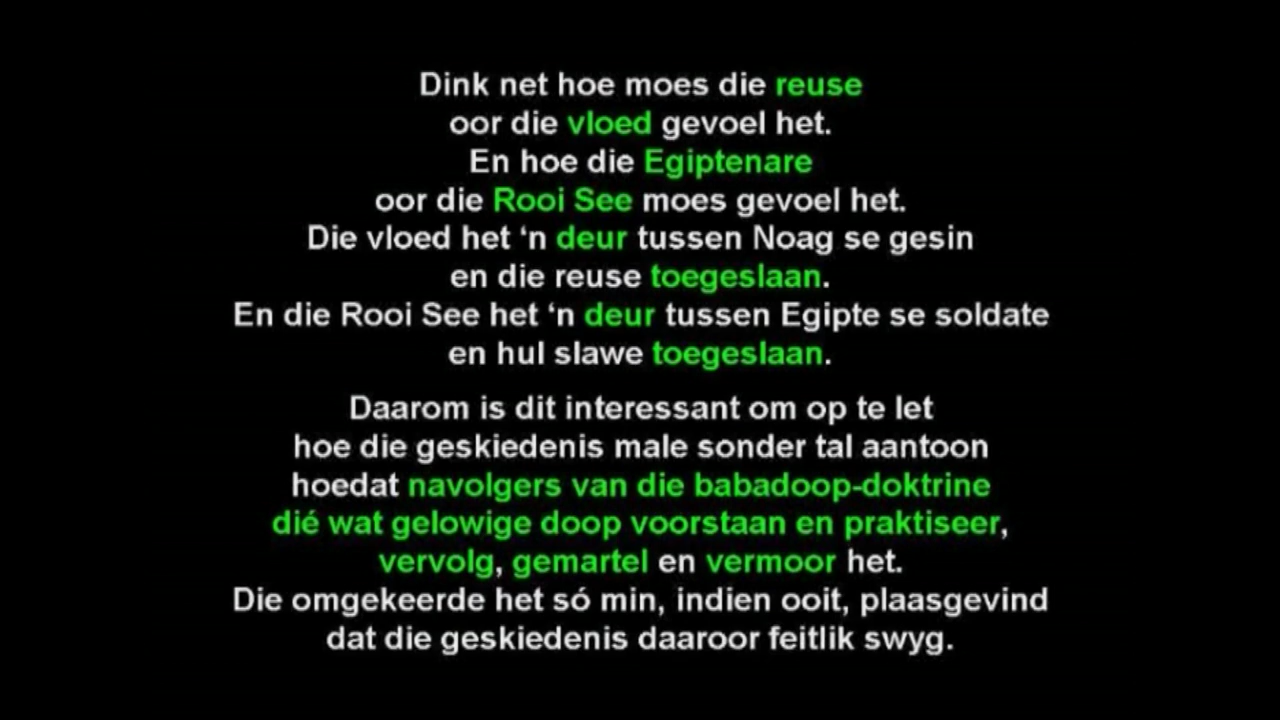 Dink net hoe moes die reuse
oor die vloed gevoel het.
En hoe die Egiptenare
oor die Rooi See moes gevoel het.
Die vloed het ‘n deur tussen Noag se gesin
en die reuse toegeslaan.
En die Rooi See het ‘n deur tussen Egipte se soldate
en hul slawe toegeslaan.
Daarom is dit interessant om op te let
hoe die geskiedenis male sonder tal aantoon
hoedat navolgers van die babadoop-doktrine
dié wat gelowige doop voorstaan en praktiseer,
vervolg, gemartel en vermoor het.
Die omgekeerde het só min, indien ooit, plaasgevind
dat die geskiedenis daaroor feitlik swyg.